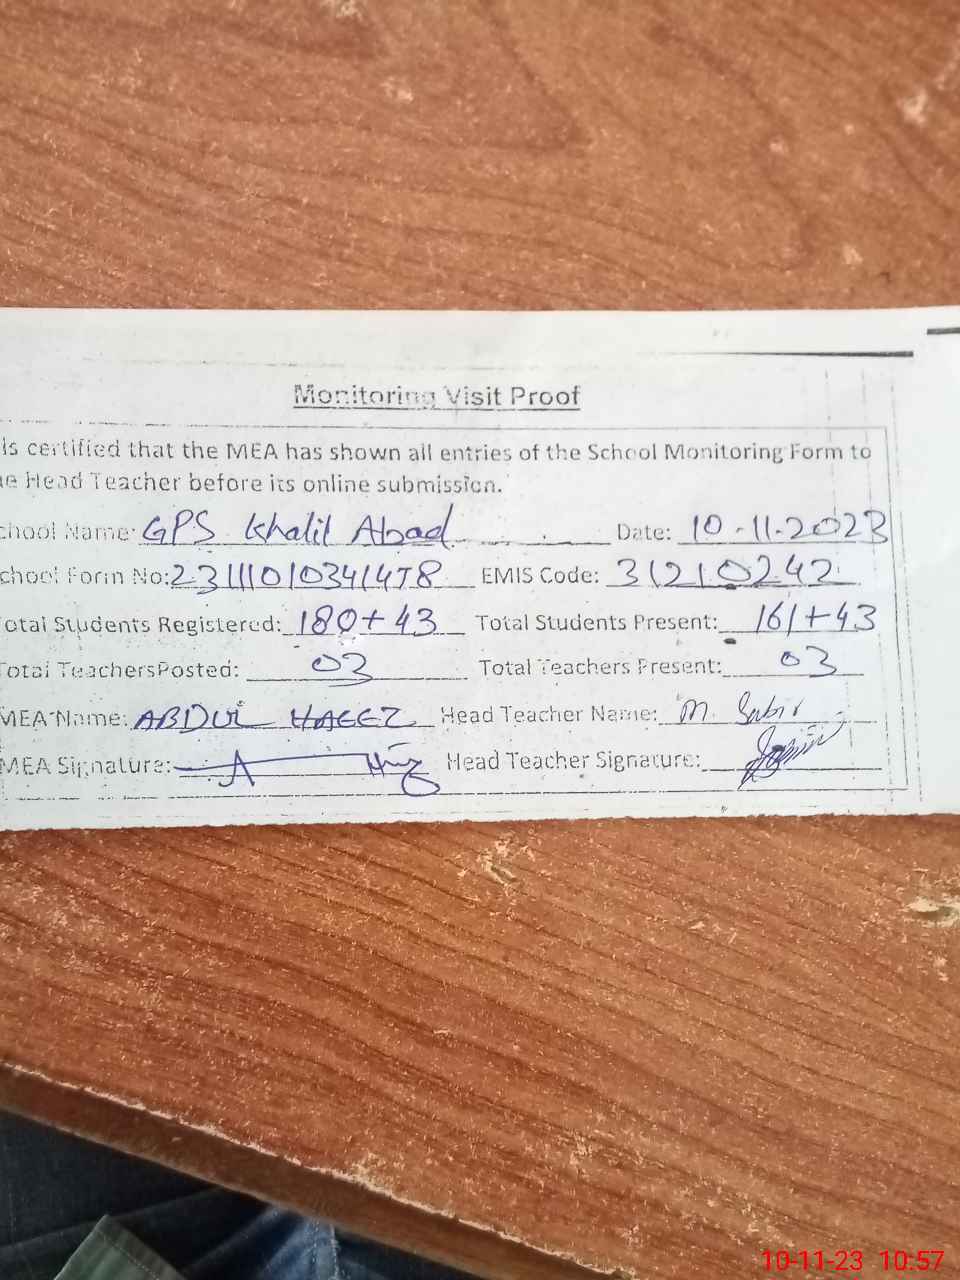 Monitoring Visit Proof
is certified that the MEA has shown all entries of the School Monitoring Form to
e Head Teacher before its online submission.
chool Name: GPS Khalil Abad Date: 10-11-2023
chool Form No: EMIS Code: 31210242
otal Students Registered: 180+43 Total Students Present: 161+43
otal TeachersPosted: 03 Total Teachers Present: 03
MEA Name: ABDUL HAFEEZ Head Teacher Name: M. Sabir
MEA Signature: Head Teacher Signature:
10-11-23 10:57